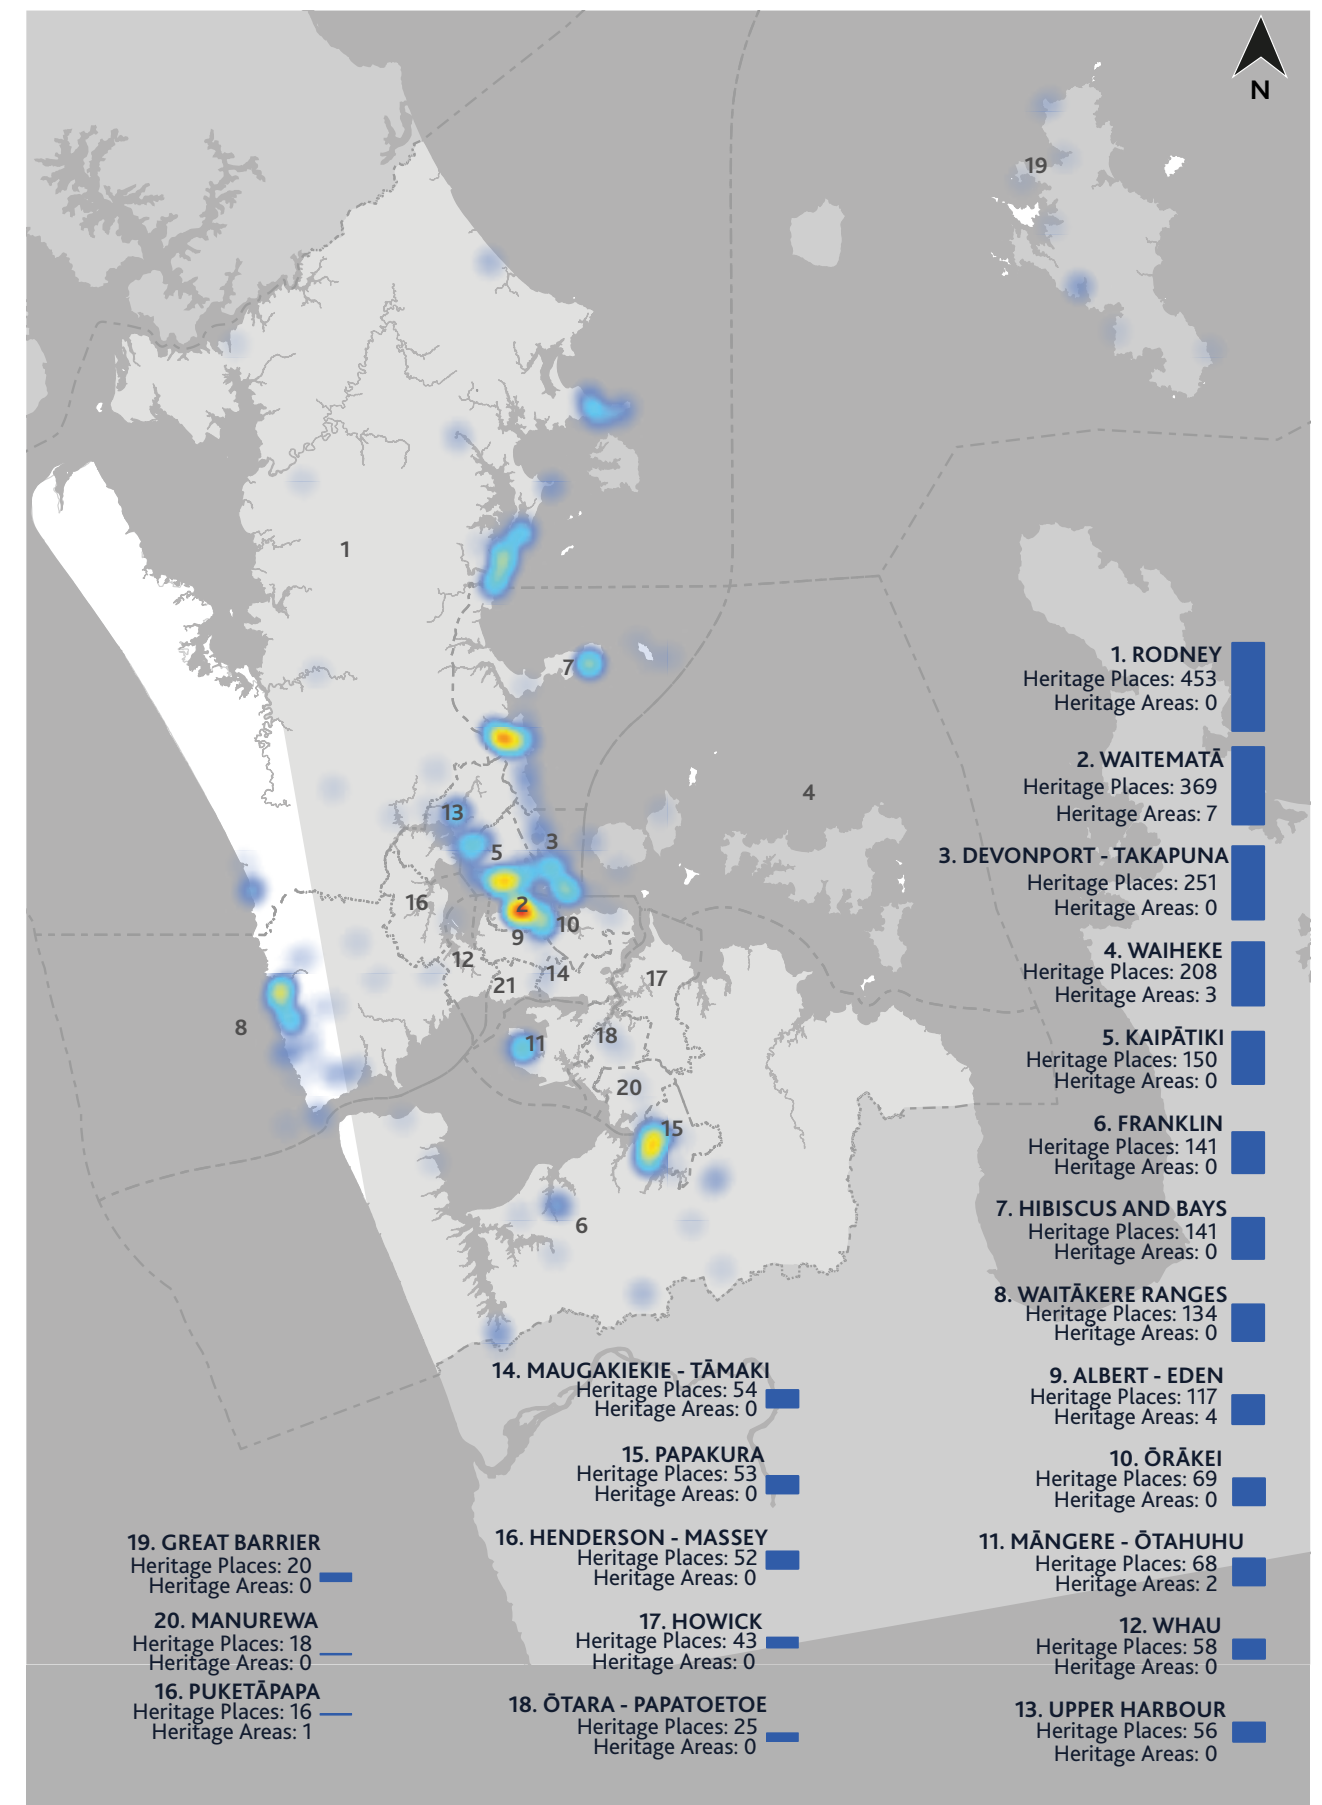 N
19
1
7
4
13
3
5
16
2
10
9
12
14
21
17
8
11
18
20
15
6
1. RODNEY
Heritage Places: 453
Heritage Areas: 0
2. WAITEMATĀ
Heritage Places: 369
Heritage Areas: 7
3. DEVONPORT - TAKAPUNA
Heritage Places: 251
Heritage Areas: 0
4. WAIHEKE
Heritage Places: 208
Heritage Areas: 3
5. KAIPĀTIKI
Heritage Places: 150
Heritage Areas: 0
6. FRANKLIN
Heritage Places: 141
Heritage Areas: 0
7. HIBISCUS AND BAYS
Heritage Places: 141
Heritage Areas: 0
8. WAITĀKERE RANGES
Heritage Places: 134
Heritage Areas: 0
9. ALBERT - EDEN
Heritage Places: 117
Heritage Areas: 4
10. ŌRĀKEI
Heritage Places: 69
Heritage Areas: 0
11. MĀNGERE - ŌTAHUHU
Heritage Places: 68
Heritage Areas: 2
12. WHAU
Heritage Places: 58
Heritage Areas: 0
13. UPPER HARBOUR
Heritage Places: 56
Heritage Areas: 0
14. MAUGAKIEKIE - TĀMAKI
Heritage Places: 54
Heritage Areas: 0
15. PAPAKURA
Heritage Places: 53
Heritage Areas: 0
16. HENDERSON - MASSEY
Heritage Places: 52
Heritage Areas: 0
17. HOWICK
Heritage Places: 43
Heritage Areas: 0
18. ŌTARA - PAPATOETOE
Heritage Places: 25
Heritage Areas: 0
19. GREAT BARRIER
Heritage Places: 20
Heritage Areas: 0
20. MANUREWA
Heritage Places: 18
Heritage Areas: 0
16. PUKETĀPAPA
Heritage Places: 16
Heritage Areas: 1